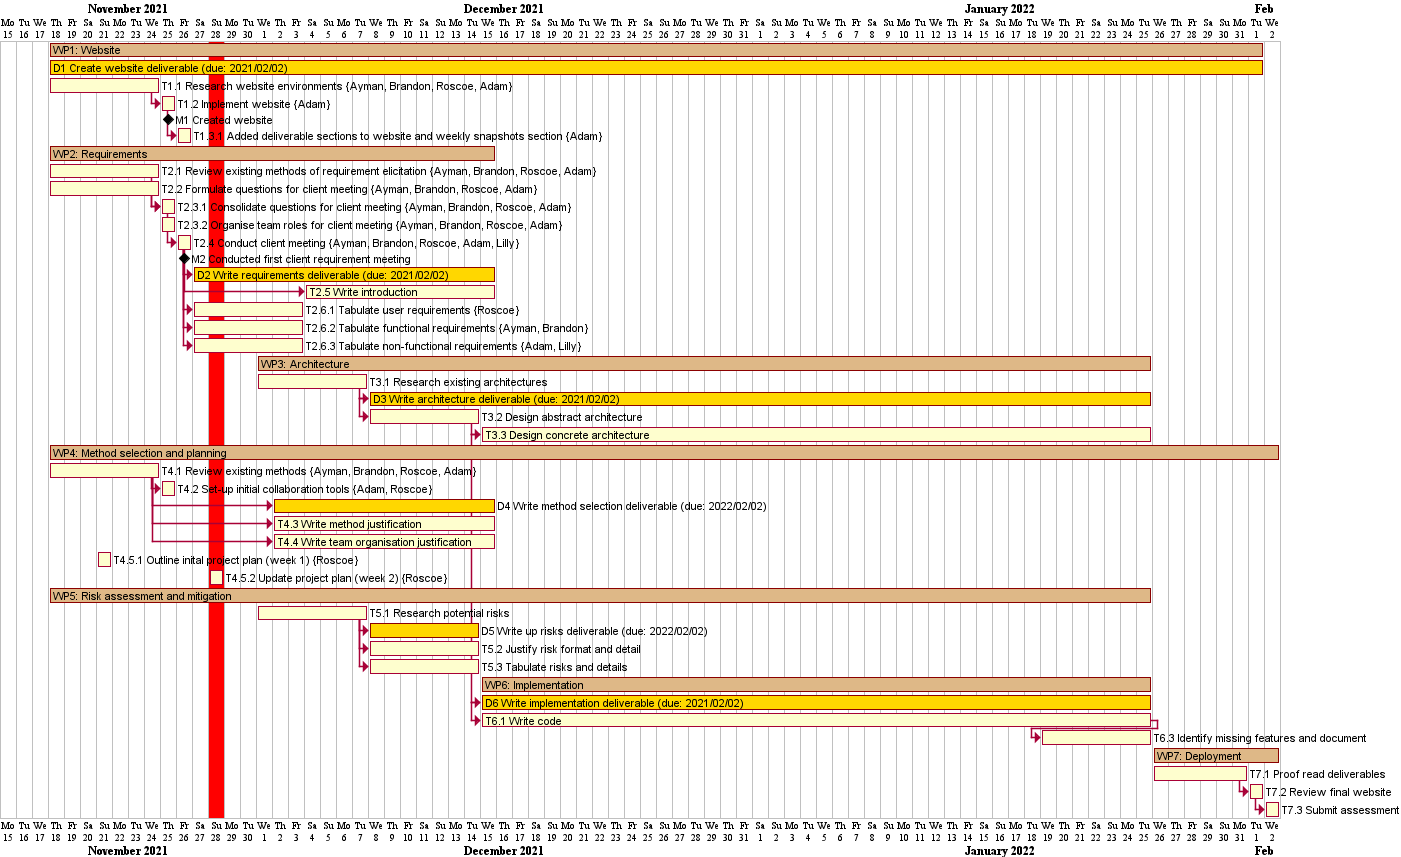 November 2021 December 2021 January 2022 Feb
Mo Tu We Th Fr Sa Su Mo Tu We Th Fr Sa Su Mo Tu We Th Fr Sa Su Mo Tu We Th Fr Sa Su Mo Tu We Th Fr Sa Su Mo Tu We Th Fr Sa Su Mo Tu We Th Fr Sa Su Mo Tu We Th Fr Sa Su Mo Tu We Th Fr Sa Su Mo Tu We Th Fr Sa Su Mo Tu We Th Fr Sa Su Mo Tu We
15 16 17 18 19 20 21 22 23 24 25 26 27 28 29 30 1 2 3 4 5 6 7 8 9 10 11 12 13 14 15 16 17 18 19 20 21 22 23 24 25 26 27 28 29 30 31 1 2 3 4 5 6 7 8 9 10 11 12 13 14 15 16 17 18 19 20 21 22 23 24 25 26 27 28 29 30 31 1 2
WP1: Website
D1 Create website deliverable (due: 2021/02/02)
T1.1 Research website environments {Ayman, Brandon, Roscoe, Adam}
T1.2 Implement website {Adam}
M1 Created website
T1.3.1 Added deliverable sections to website and weekly snapshots section {Adam}
WP2: Requirements
T2.1 Review existing methods of requirement elicitation {Ayman, Brandon, Roscoe, Adam}
T2.2 Formulate questions for client meeting {Ayman, Brandon, Roscoe, Adam}
T2.3.1 Consolidate questions for client meeting {Ayman, Brandon, Roscoe, Adam}
T2.3.2 Organise team roles for client meeting {Ayman, Brandon, Roscoe, Adam}
T2.4 Conduct client meeting {Ayman, Brandon, Roscoe, Adam, Lilly}
M2 Conducted first client requirement meeting
D2 Write requirements deliverable (due: 2021/02/02)
T2.5 Write introduction
T2.6.1 Tabulate user requirements {Roscoe}
T2.6.2 Tabulate functional requirements {Ayman, Brandon}
T2.6.3 Tabulate non-functional requirements {Adam, Lilly}
WP3: Architecture
T3.1 Research existing architectures
D3 Write architecture deliverable (due: 2021/02/02)
T3.2 Design abstract architecture
T3.3 Design concrete architecture
WP4: Method selection and planning
T4.1 Review existing methods {Ayman, Brandon, Roscoe, Adam}
T4.2 Set-up initial collaboration tools {Adam, Roscoe}
D4 Write method selection deliverable (due: 2022/02/02)
T4.3 Write method justification
T4.4 Write team organisation justification
T4.5.1 Outline inital project plan (week 1) {Roscoe}
T4.5.2 Update project plan (week 2) {Roscoe}
WP5: Risk assessment and mitigation
T5.1 Research potential risks
D5 Write up risks deliverable (due: 2022/02/02)
T5.2 Justify risk format and detail
T5.3 Tabulate risks and details
WP6: Implementation
D6 Write implementation deliverable (due: 2021/02/02)
T6.1 Write code
T6.3 Identify missing features and document
WP7: Deployment
T7.1 Proof read deliverables
T7.2 Review final website
T7.3 Submit assessment
Mo Tu We Th Fr Sa Su Mo Tu We Th Fr Sa Su Mo Tu We Th Fr Sa Su Mo Tu We Th Fr Sa Su Mo Tu We Th Fr Sa Su Mo Tu We Th Fr Sa Su Mo Tu We Th Fr Sa Su Mo Tu We Th Fr Sa Su Mo Tu We Th Fr Sa Su Mo Tu We Th Fr Sa Su Mo Tu We Th Fr Sa Su Mo Tu We
15 16 17 18 19 20 21 22 23 24 25 26 27 28 29 30 1 2 3 4 5 6 7 8 9 10 11 12 13 14 15 16 17 18 19 20 21 22 23 24 25 26 27 28 29 30 31 1 2 3 4 5 6 7 8 9 10 11 12 13 14 15 16 17 18 19 20 21 22 23 24 25 26 27 28 29 30 31 1 2
November 2021 December 2021 January 2022 Feb